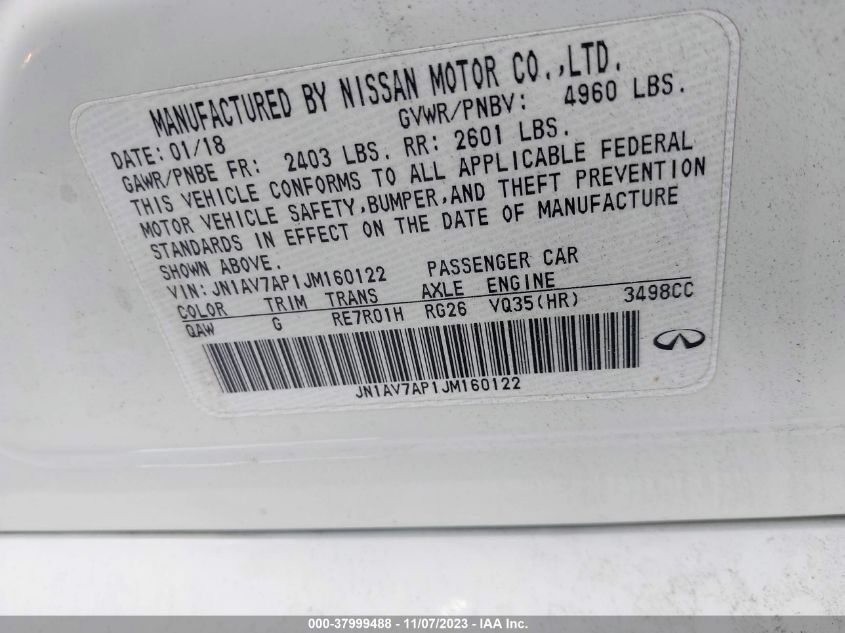 MANUFACTURED BY NISSAN MOTOR CO.,LTD.
DATE: 01/18 GVWR/PNBV: 4960 LBS.
GAWR/PNBE FR: 2403 LBS. RR: 2601 LBS.
THIS VEHICLE CONFORMS TO ALL APPLICABLE FEDERAL
MOTOR VEHICLE SAFETY,BUMPER,AND THEFT PREVENTION
STANDARDS IN EFFECT ON THE DATE OF MANUFACTURE
SHOWN ABOVE.
VIN: JN1AV7AP1JM160122 PASSENGER CAR
COLOR TRIM TRANS AXLE ENGINE
QAW G RE7R01H RG26 VQ35(HR) 3498CC
JN1AV7AP1JM160122
000-37999488 - 11/07/2023 - IAA Inc.